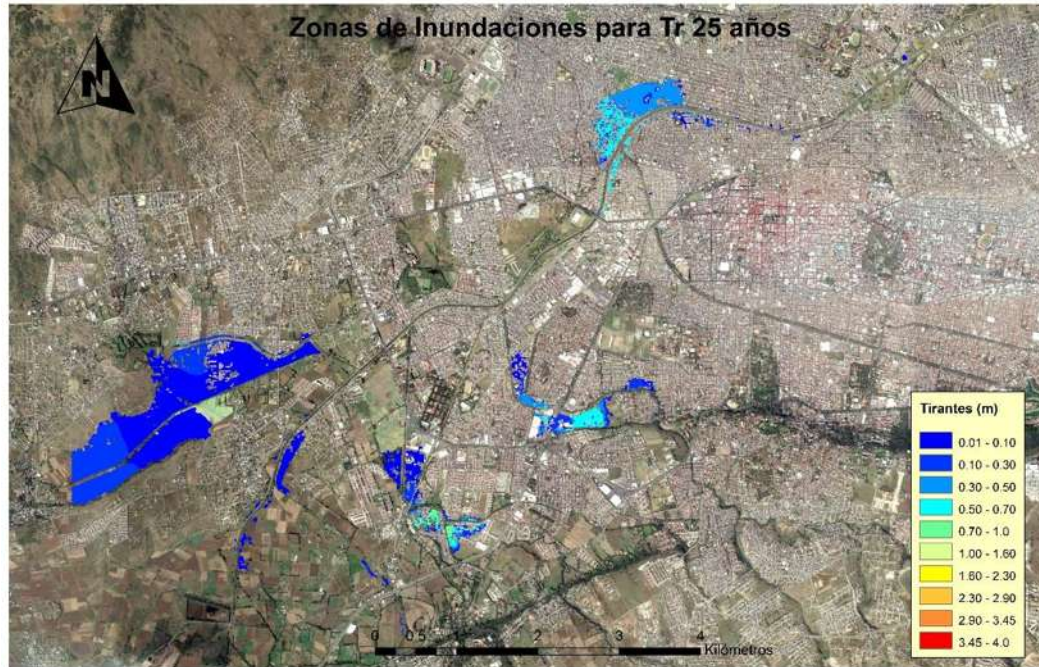 Zonas de Inundaciones para Tr 25 años
N
Tirantes (m)
0.01 - 0.10
0.10 - 0.30
0.30 - 0.50
0.50 - 0.70
0.70 - 1.0
1.00 - 1.60
1.60 - 2.30
2.30 - 2.90
2.90 - 3.45
3.45 - 4.0
0 0.5 1 2 3 4
Kilómetros